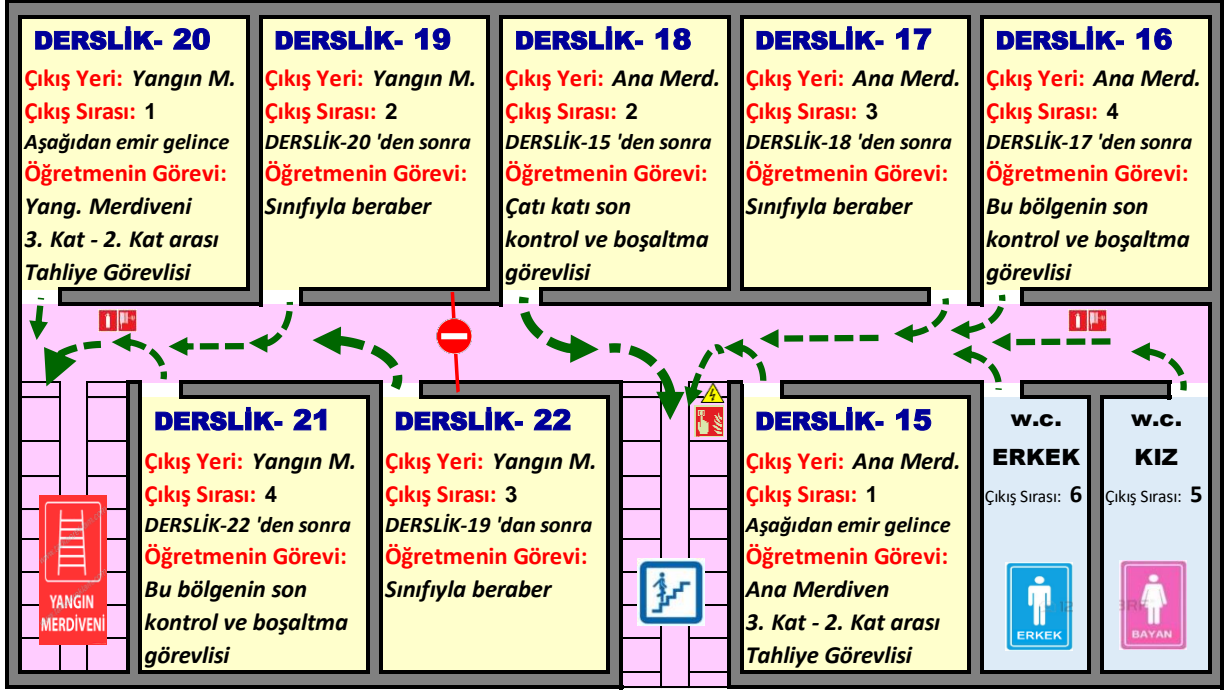 DERSLİK- 20
Çıkış Yeri: Yangın M.
Çıkış Sırası: 1
Aşağıdan emir gelince
Öğretmenin Görevi:
Yang. Merdiveni
3. Kat - 2. Kat arası
Tahliye Görevlisi
DERSLİK- 19
Çıkış Yeri: Yangın M.
Çıkış Sırası: 2
DERSLİK-20 'den sonra
Öğretmenin Görevi:
Sınıfıyla beraber
DERSLİK- 18
Çıkış Yeri: Ana Merd.
Çıkış Sırası: 2
DERSLİK-15 'den sonra
Öğretmenin Görevi:
Çatı katı son
kontrol ve boşaltma
görevlisi
DERSLİK- 17
Çıkış Yeri: Ana Merd.
Çıkış Sırası: 3
DERSLİK-18 'den sonra
Öğretmenin Görevi:
Sınıfıyla beraber
DERSLİK- 16
Çıkış Yeri: Ana Merd.
Çıkış Sırası: 4
DERSLİK-17 'den sonra
Öğretmenin Görevi:
Bu bölgenin son
kontrol ve boşaltma
görevlisi
YANGIN
MERDİVENİ
DERSLİK- 21
Çıkış Yeri: Yangın M.
Çıkış Sırası: 4
DERSLİK-22 'den sonra
Öğretmenin Görevi:
Bu bölgenin son
kontrol ve boşaltma
görevlisi
DERSLİK- 22
Çıkış Yeri: Yangın M.
Çıkış Sırası: 3
DERSLİK-19 'dan sonra
Öğretmenin Görevi:
Sınıfıyla beraber
DERSLİK- 15
Çıkış Yeri: Ana Merd.
Çıkış Sırası: 1
Aşağıdan emir gelince
Öğretmenin Görevi:
Ana Merdiven
3. Kat - 2. Kat arası
Tahliye Görevlisi
W.C.
ERKEK
Çıkış Sırası: 6
ERKEK
W.C.
KIZ
Çıkış Sırası: 5
BAYAN